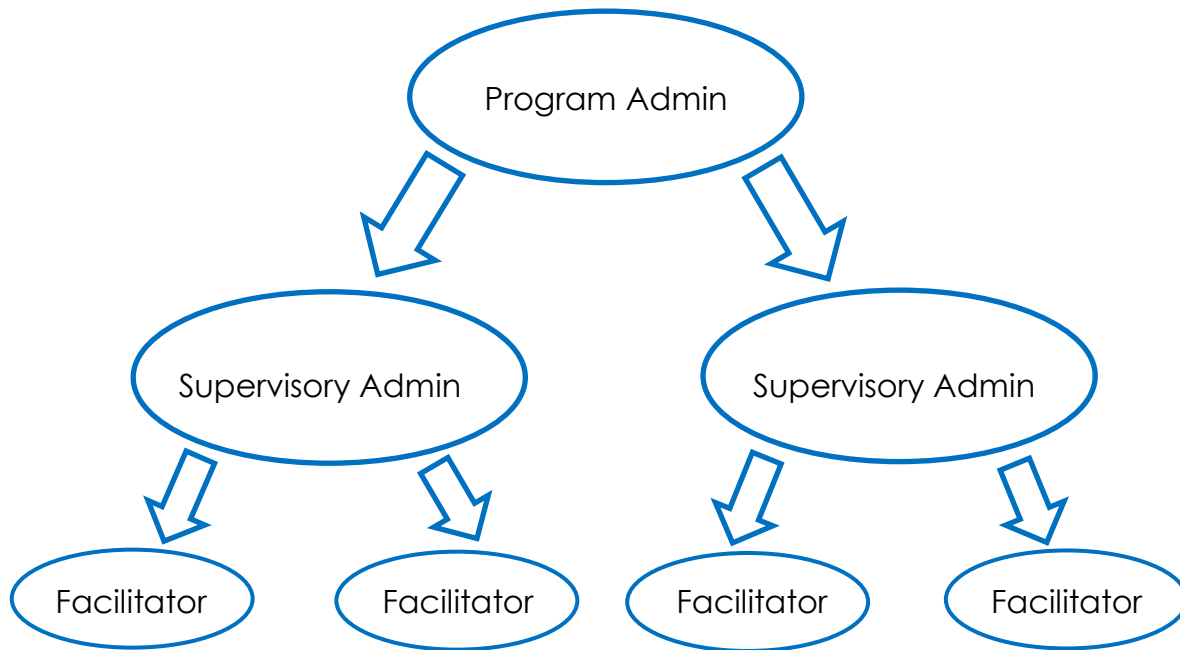 Program Admin
Supervisory Admin
Supervisory Admin
Facilitator
Facilitator
Facilitator
Facilitator